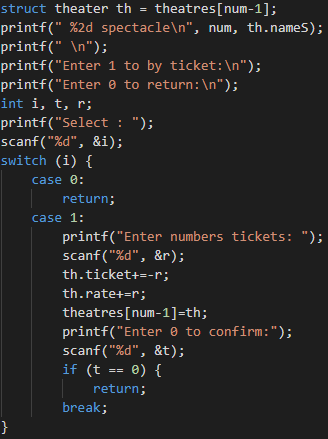 struct theater th = theatres[num-1];
printf(" %2d spectacle\n", num, th.nameS);
printf(" \n");
printf("Enter 1 to by ticket:\n");
printf("Enter 0 to return:\n");
int i, t, r;
printf("Select : ");
scanf("%d", &i);
switch (i) {
    case 0:
        return;
    case 1:
        printf("Enter numbers tickets: ");
        scanf("%d", &r);
        th.ticket+=-r;
        th.rate+=r;
        theatres[num-1]=th;
        printf("Enter 0 to confirm:");
        scanf("%d", &t);
        if (t == 0) {
            return;
        break;
}